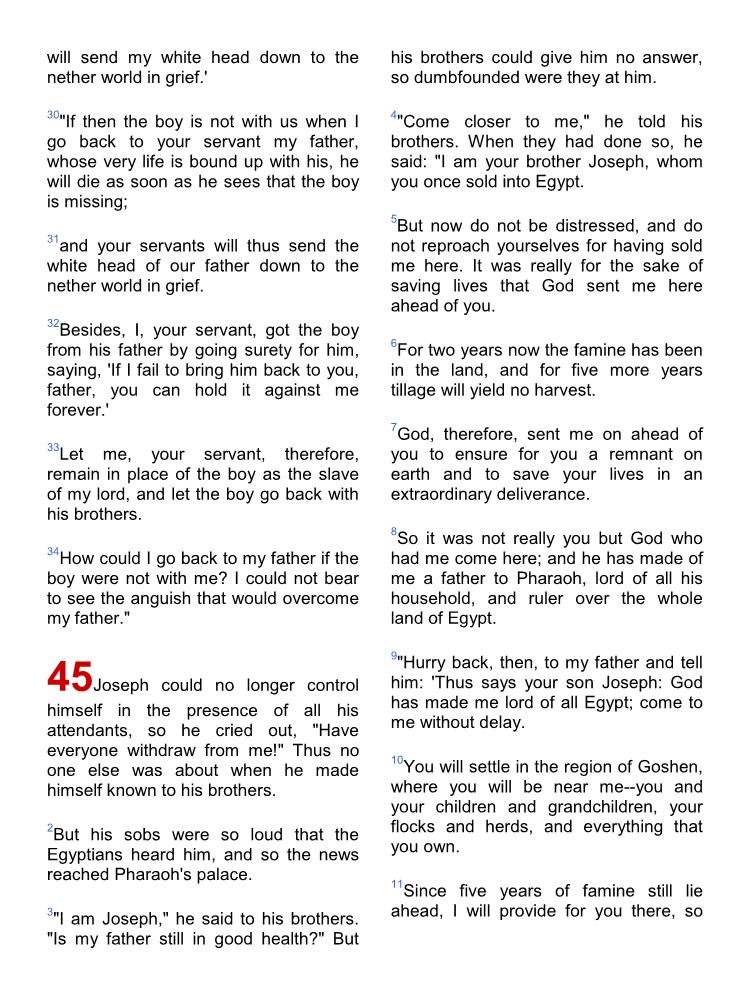 will send my white head down to the
nether world in grief.'
30"If then the boy is not with us when I
go back to your servant my father,
whose very life is bound up with his, he
will die as soon as he sees that the boy
is missing;
31and your servants will thus send the
white head of our father down to the
nether world in grief.
32Besides, I, your servant, got the boy
from his father by going surety for him,
saying, 'If I fail to bring him back to you,
father, you can hold it against me
forever.'
33Let me, your servant, therefore,
remain in place of the boy as the slave
of my lord, and let the boy go back with
his brothers.
34How could I go back to my father if the
boy were not with me? I could not bear
to see the anguish that would overcome
my father."
45Joseph could no longer control
himself in the presence of all his
attendants, so he cried out, "Have
everyone withdraw from me!" Thus no
one else was about when he made
himself known to his brothers.
2But his sobs were so loud that the
Egyptians heard him, and so the news
reached Pharaoh's palace.
3"I am Joseph," he said to his brothers.
"Is my father still in good health?" But
his brothers could give him no answer,
so dumbfounded were they at him.
4"Come closer to me," he told his
brothers. When they had done so, he
said: "I am your brother Joseph, whom
you once sold into Egypt.
5But now do not be distressed, and do
not reproach yourselves for having sold
me here. It was really for the sake of
saving lives that God sent me here
ahead of you.
6For two years now the famine has been
in the land, and for five more years
tillage will yield no harvest.
7God, therefore, sent me on ahead of
you to ensure for you a remnant on
earth and to save your lives in an
extraordinary deliverance.
8So it was not really you but God who
had me come here; and he has made of
me a father to Pharaoh, lord of all his
household, and ruler over the whole
land of Egypt.
9"Hurry back, then, to my father and tell
him: 'Thus says your son Joseph: God
has made me lord of all Egypt; come to
me without delay.
10You will settle in the region of Goshen,
where you will be near me--you and
your children and grandchildren, your
flocks and herds, and everything that
you own.
11Since five years of famine still lie
ahead, I will provide for you there, so